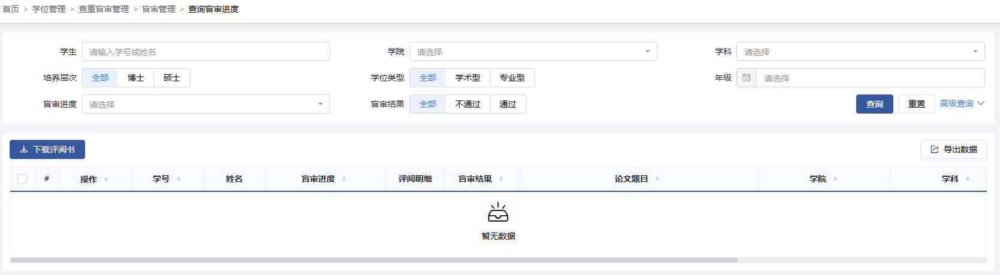 首页 > 学位管理 > 查重盲审管理 > 盲审管理 > 查询盲审进度
学生 请输入学号或姓名 学院 请选择 学科 请选择
培养层次 全部 博士 硕士 学位类型 全部 学术型 专业型 年级 请选择
盲审进度 请选择 盲审结果 全部 不通过 通过 查询 重置 高级查询
下载评阅书 导出数据
# 操作 学号 姓名 盲审进度 评阅明细 盲审结果 论文题目 学院 学科
暂无数据